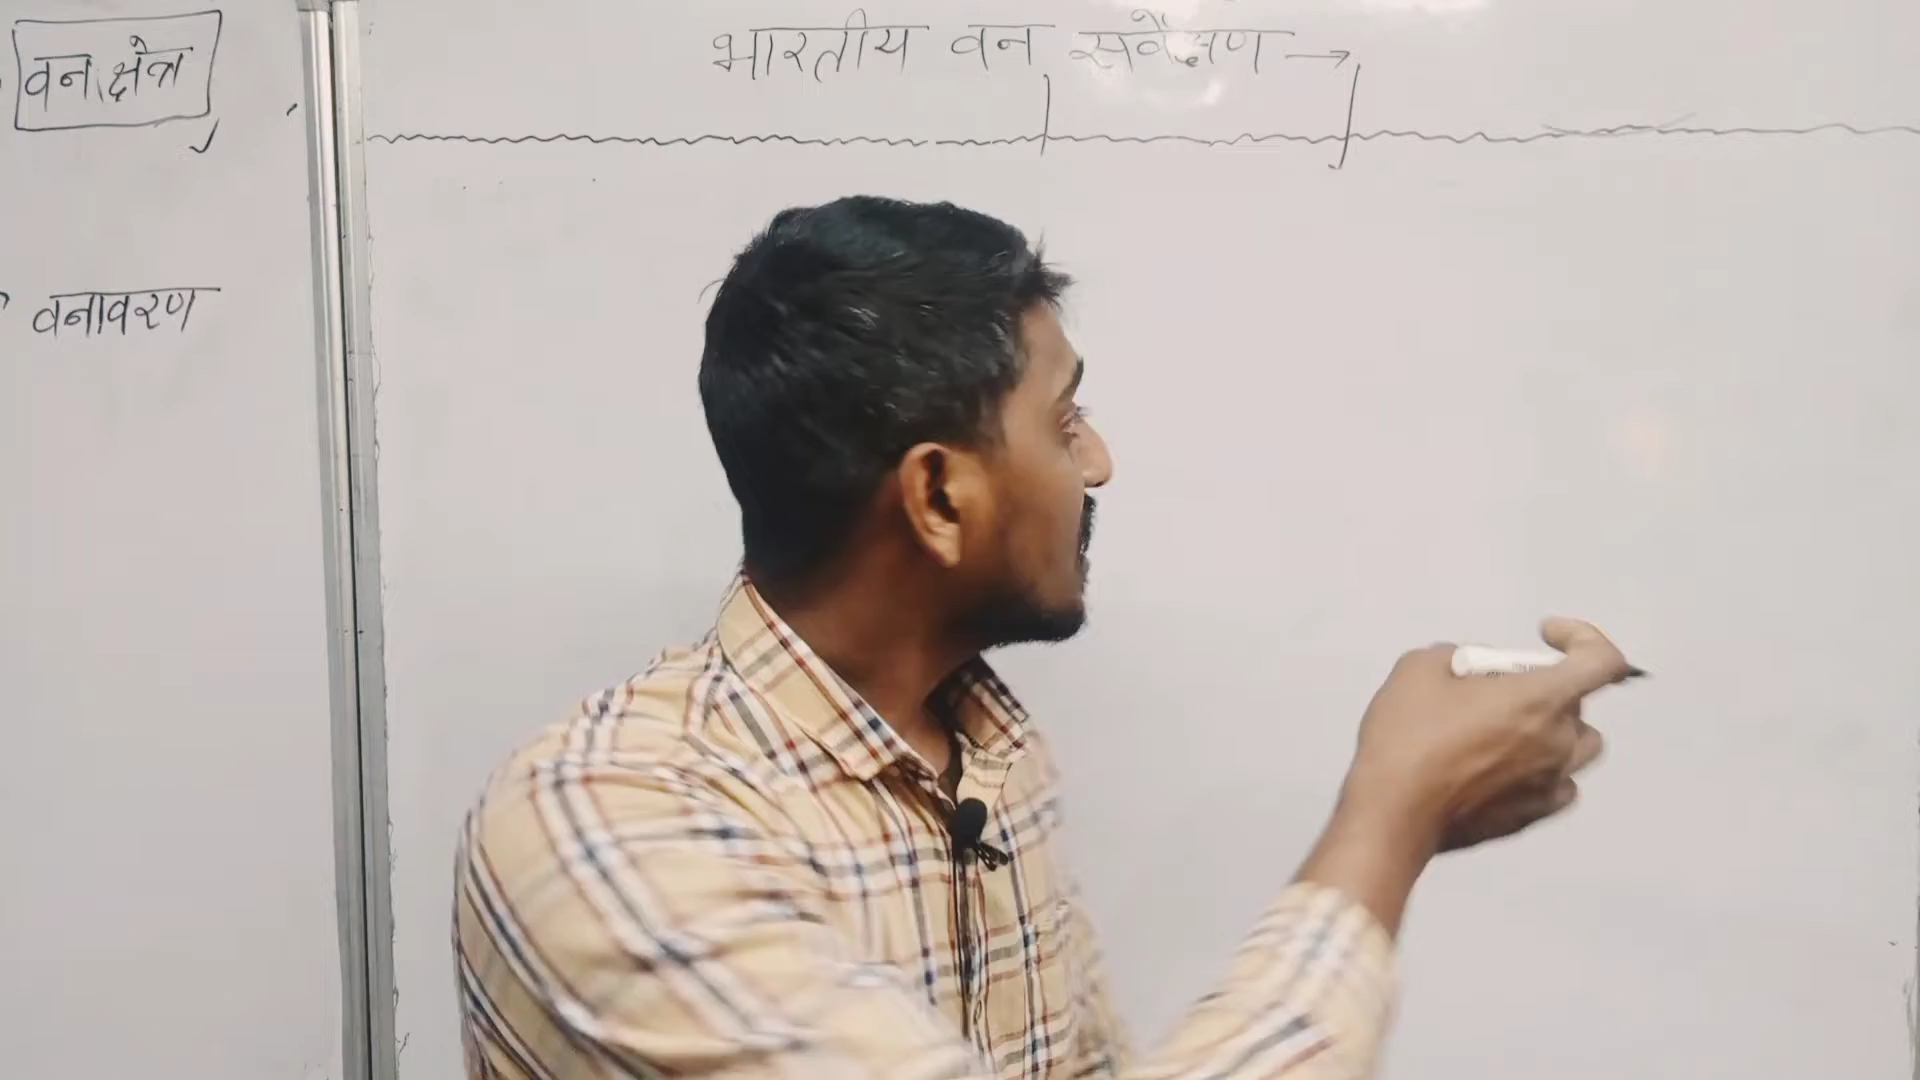 वन क्षेत्र
वनावरण
भारतीय वन सर्वेक्षण →